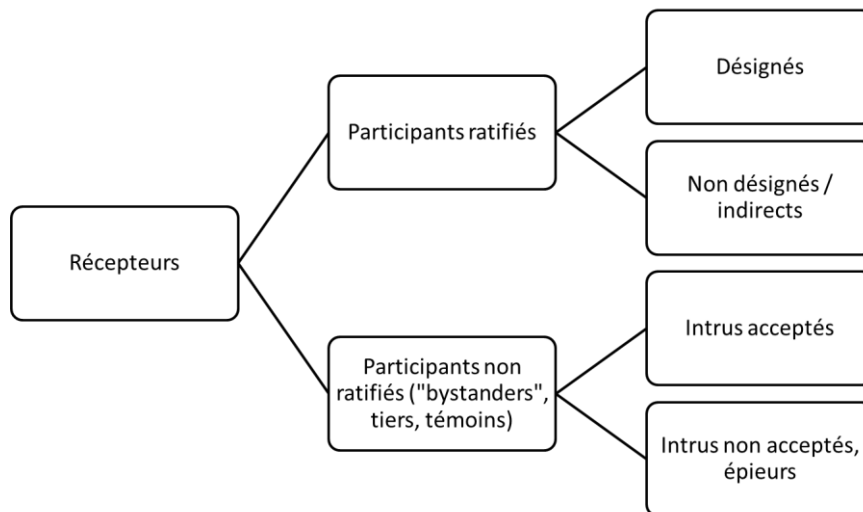 Récepteurs
Participants ratifiés
Désignés
Non désignés /
indirects
Participants non
ratifiés ("bystanders",
tiers, témoins)
Intrus acceptés
Intrus non acceptés,
épieurs